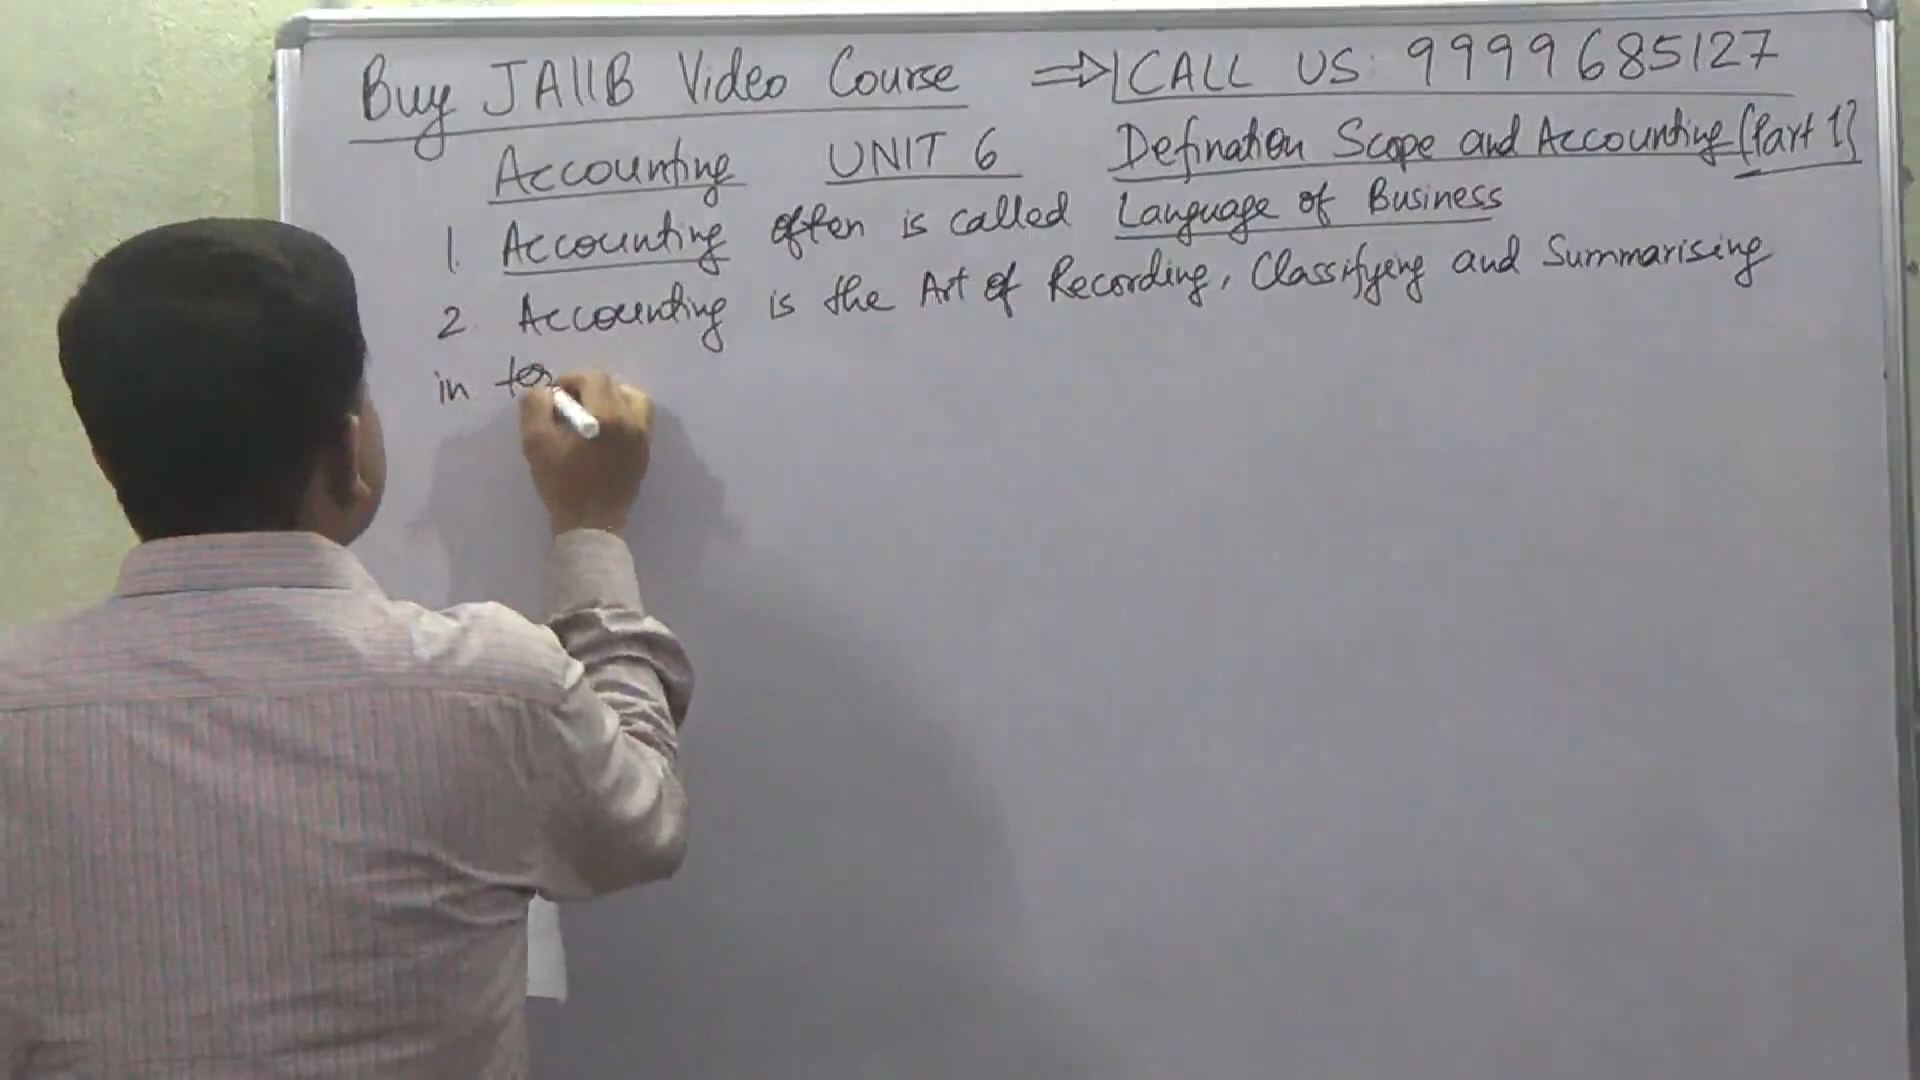 Buy JAIIB Video Course ⇒ CALL US: 9999685127
Accounting UNIT 6 Defination Scope and Accounting (Part 1)
1. Accounting often is called Language of Business
2. Accounting is the Art of Recording, Classifying and Summarising
in